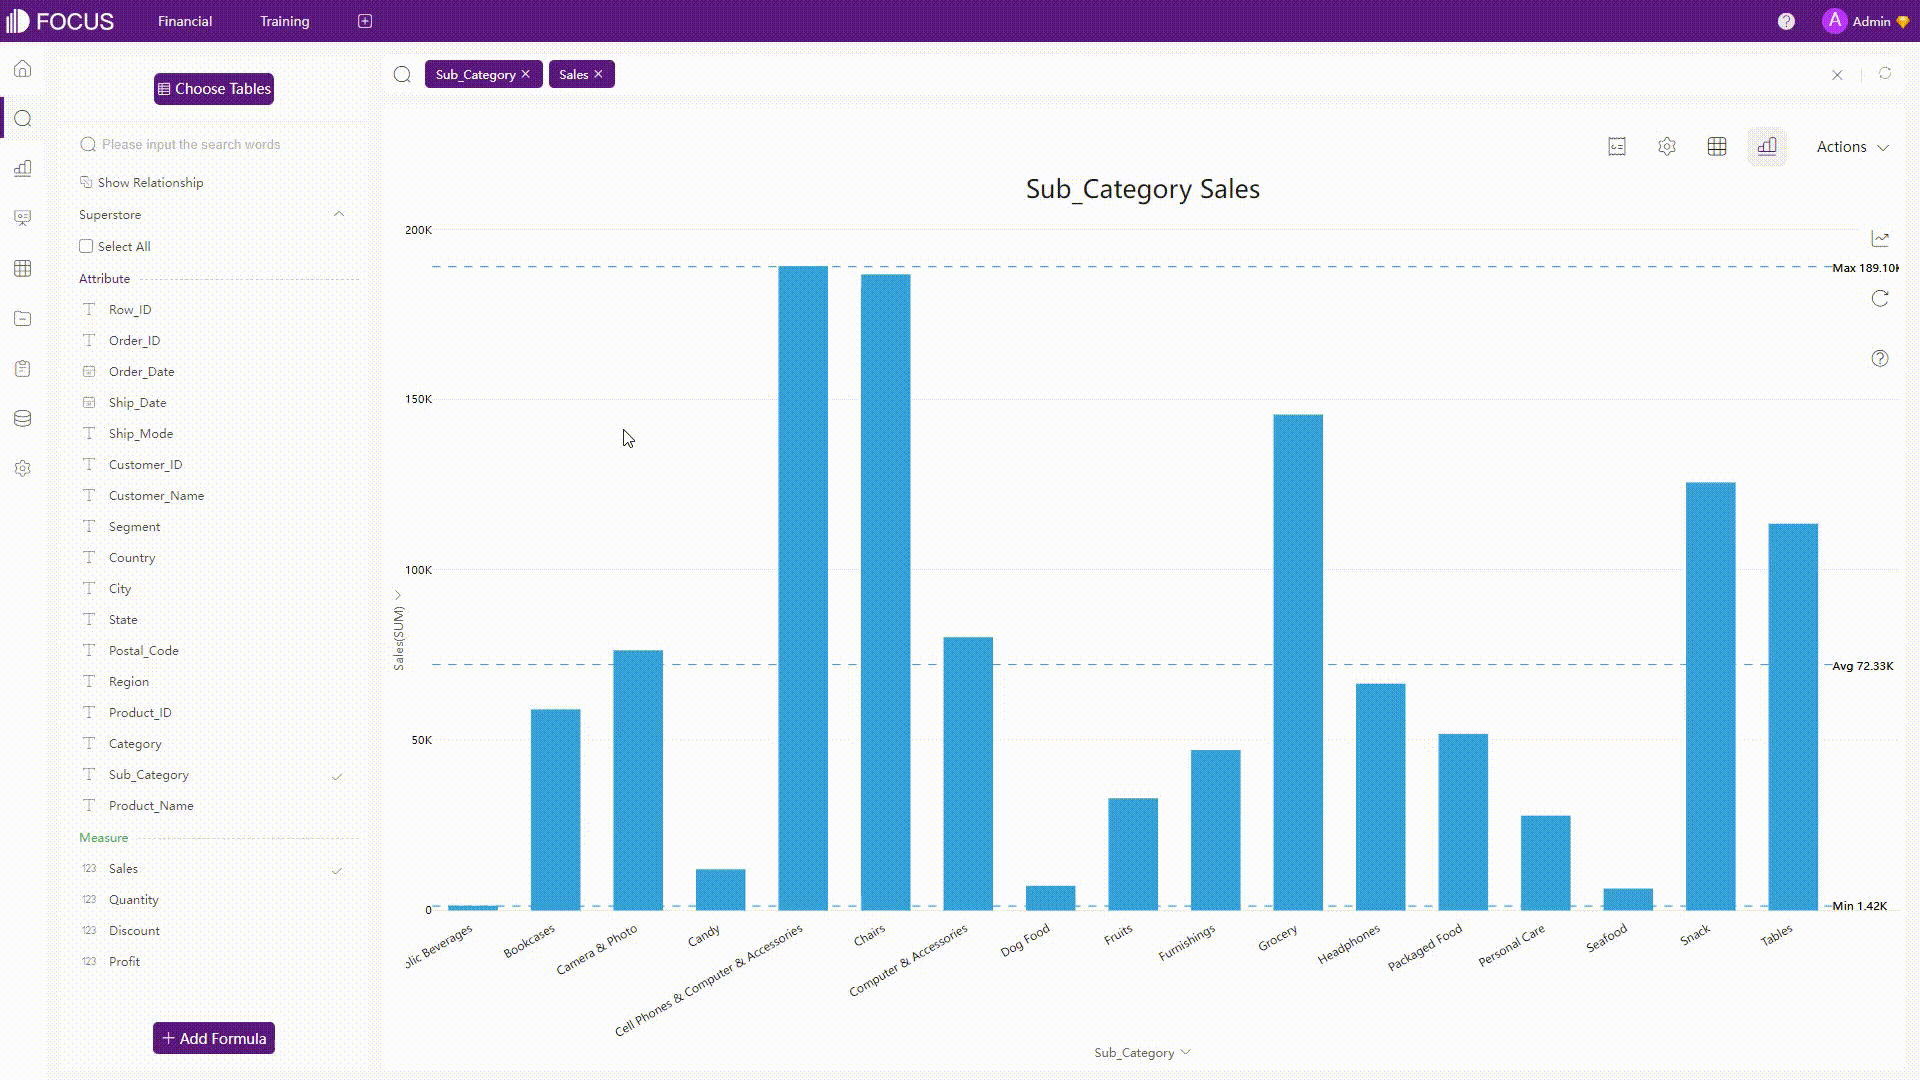 FOCUS
Financial
Training
?
A
Admin
Choose Tables
Please input the search words
Show Relationship
Superstore
Select All
Attribute
Row_ID
Order_ID
Order_Date
Ship_Date
Ship_Mode
Customer_ID
Customer_Name
Segment
Country
City
State
Postal_Code
Region
Product_ID
Category
Sub_Category
Product_Name
Measure
123 Sales
123 Quantity
123 Discount
123 Profit
+ Add Formula
Sub_Category ×
Sales ×
Actions
Sub_Category Sales
200K
150K
100K
50K
0
Sales(SUM)
Max 189.10K
Avg 72.33K
Min 1.42K
olic Beverages
Bookcases
Camera & Photo
Candy
Cell Phones & Computer & Accessories
Chairs
Computer & Accessories
Dog Food
Fruits
Furnishings
Grocery
Headphones
Packaged Food
Personal Care
Seafood
Snack
Tables
Sub_Category